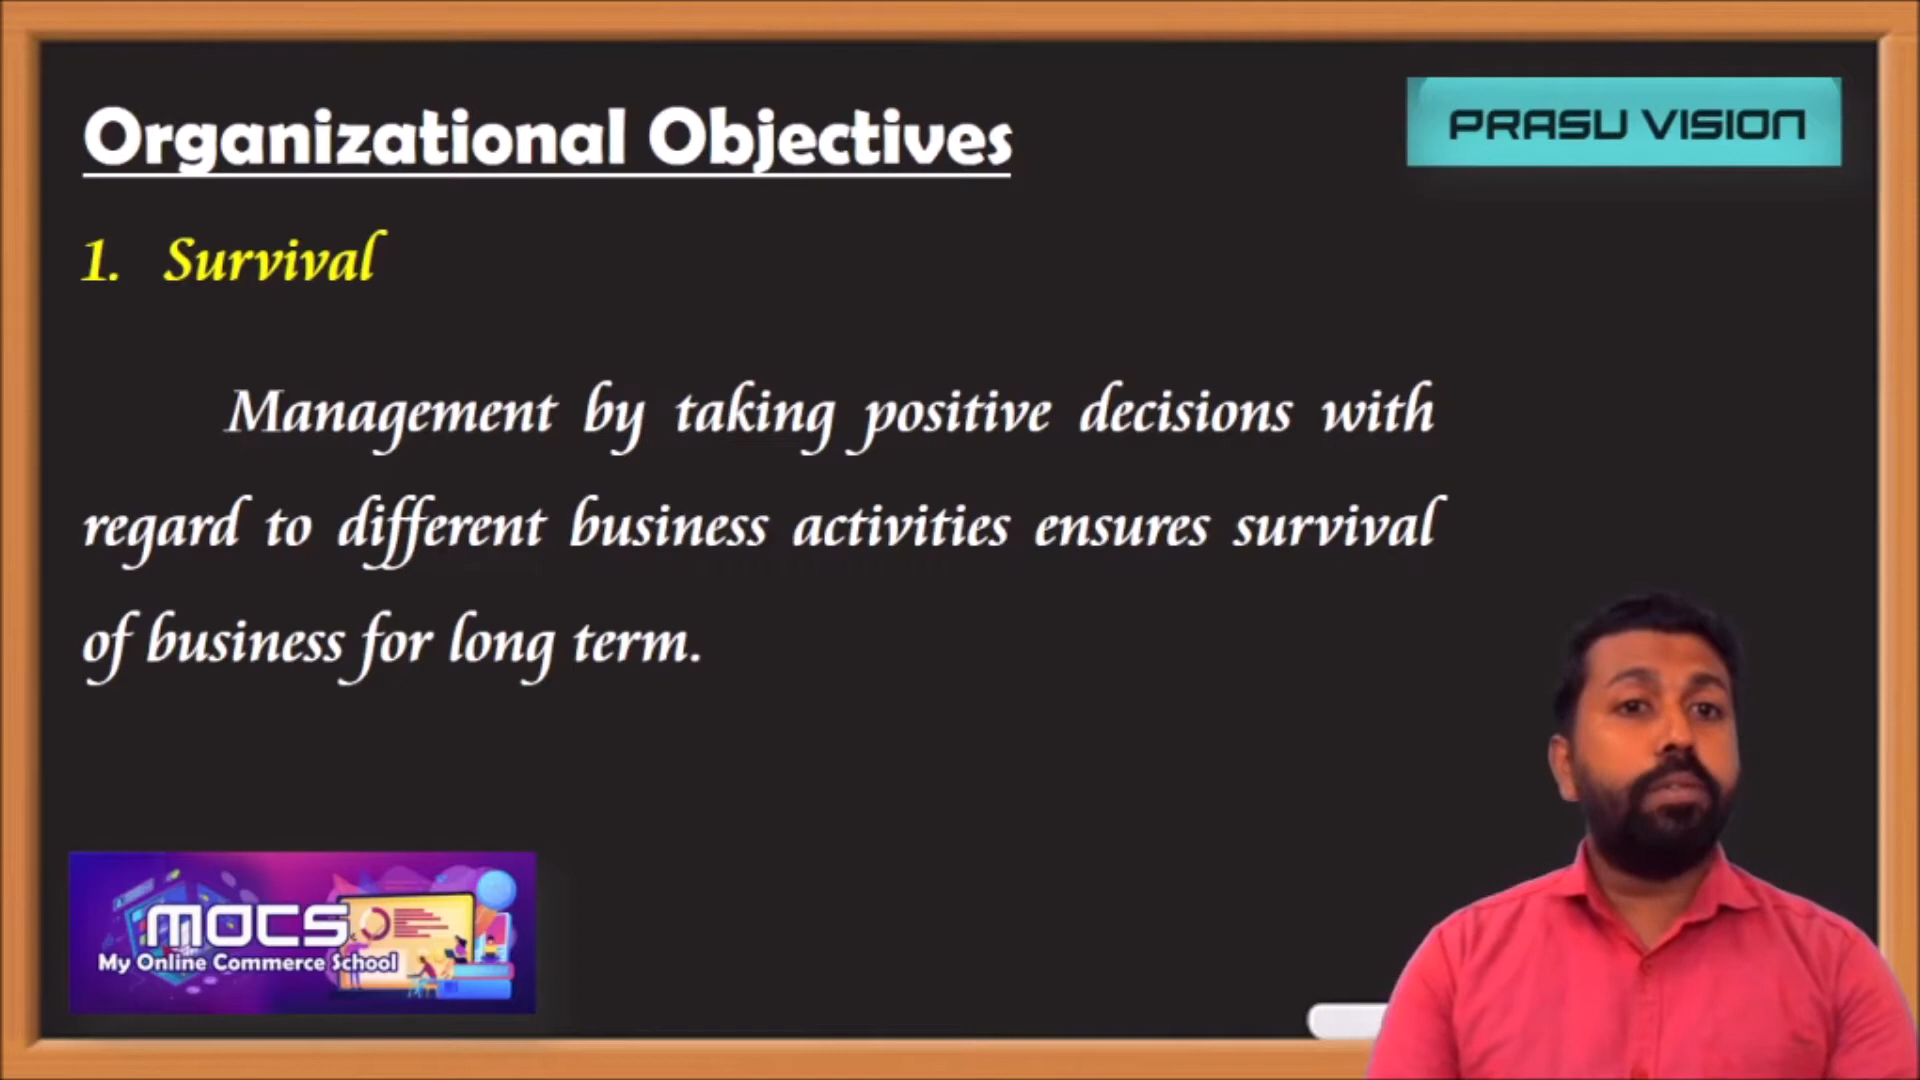 Organizational Objectives
PRASU VISION
1. Survival
Management by taking positive decisions with
regard to different business activities ensures survival
of business for long term.
MOCS
My Online Commerce School